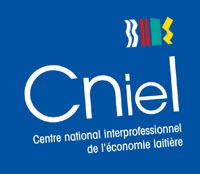 Cniel
Centre national interprofessionnel
de l'économie laitière